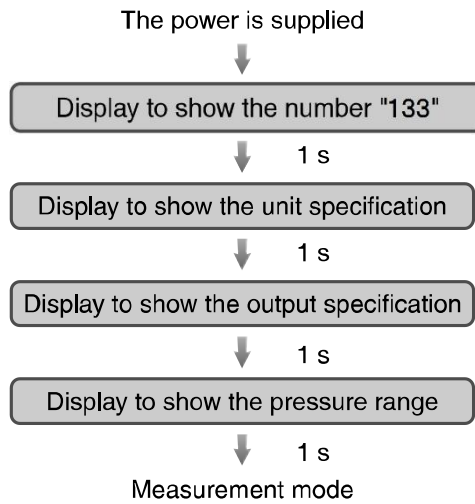 The power is supplied
Display to show the number "133"
1 s
Display to show the unit specification
1 s
Display to show the output specification
1 s
Display to show the pressure range
1 s
Measurement mode